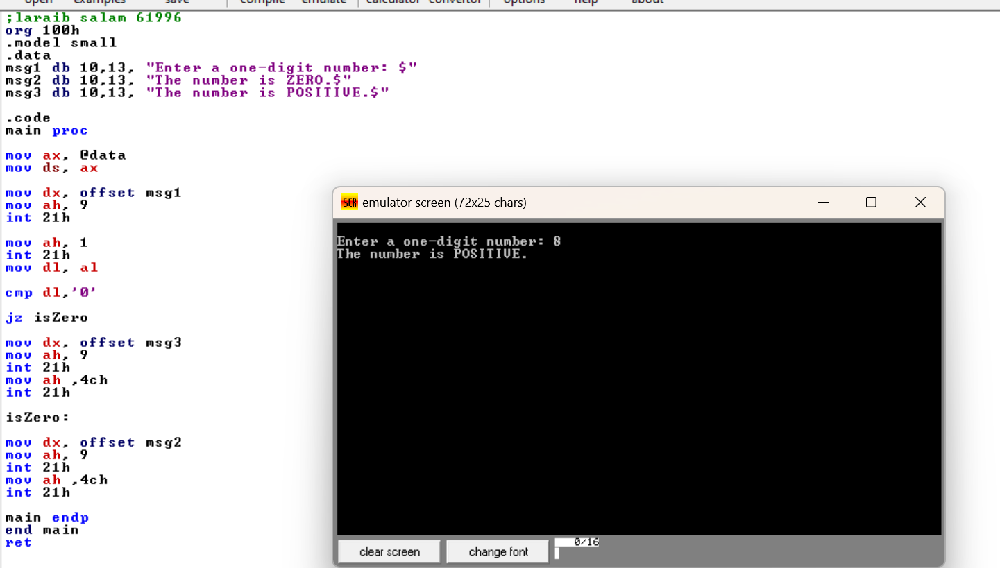 open examples save compile emulate calculator convertor options help about
;laraib salam 61996
org 100h
.model small
.data
msg1 db 10,13, "Enter a one-digit number: $"
msg2 db 10,13, "The number is ZERO.$"
msg3 db 10,13, "The number is POSITIVE.$"
.code
main proc
mov ax, @data
mov ds, ax
mov dx, offset msg1
mov ah, 9
int 21h
mov ah, 1
int 21h
mov dl, al
cmp dl,'0'
jz isZero
mov dx, offset msg3
mov ah, 9
int 21h
mov ah ,4ch
int 21h
isZero:
mov dx, offset msg2
mov ah, 9
int 21h
mov ah ,4ch
int 21h
main endp
end main
ret
SCR emulator screen (72x25 chars)
Enter a one-digit number: 8
The number is POSITIVE.
clear screen change font 0/16